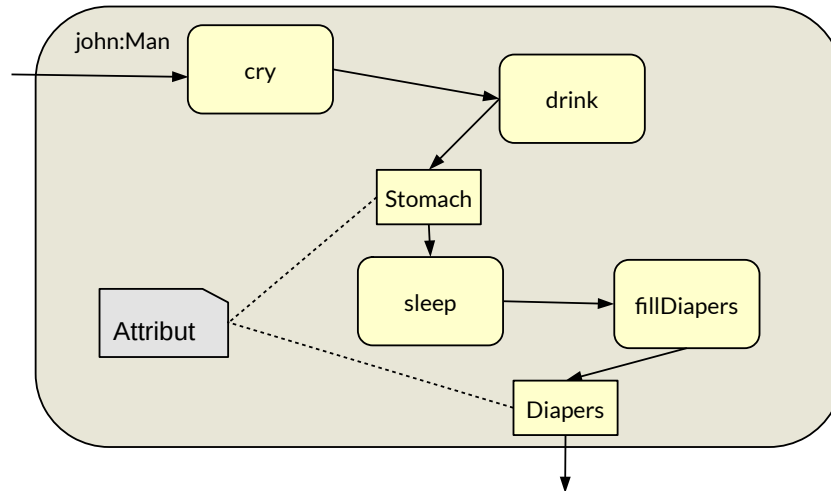 john:Man
cry
drink
Stomach
sleep
fillDiapers
Attribut
Diapers